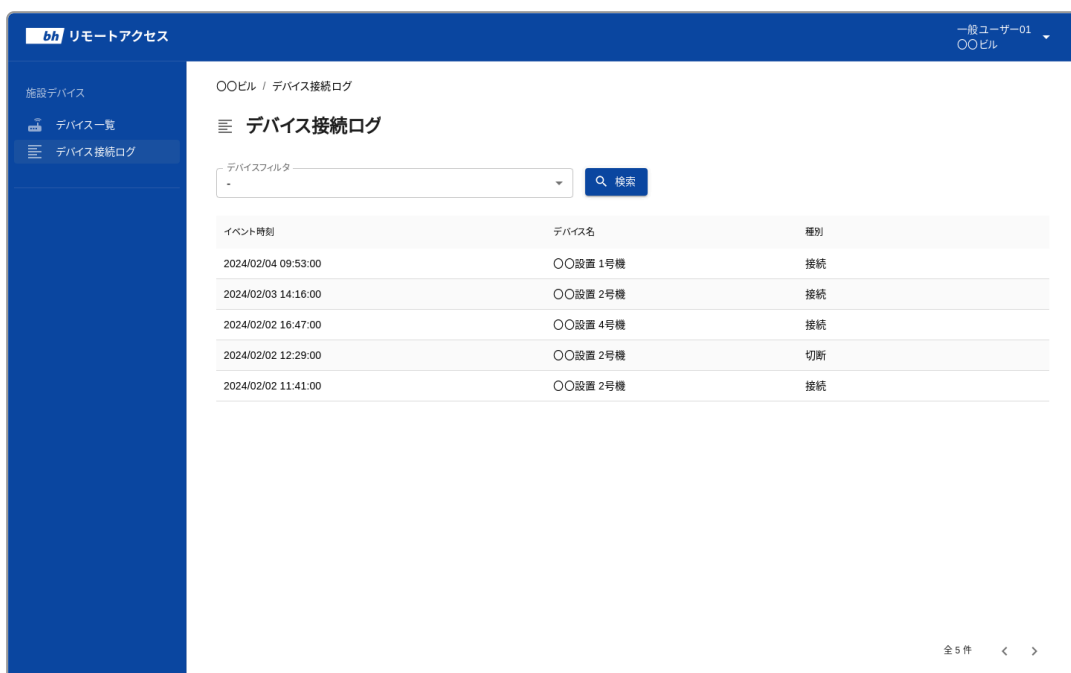 bh リモートアクセス
一般ユーザー01
〇〇ビル
施設デバイス
デバイス一覧
デバイス接続ログ
〇〇ビル / デバイス接続ログ
デバイス接続ログ
デバイスフィルタ
-
検索
イベント時刻 デバイス名 種別
2024/02/04 09:53:00 〇〇設置 1号機 接続
2024/02/03 14:16:00 〇〇設置 2号機 接続
2024/02/02 16:47:00 〇〇設置 4号機 接続
2024/02/02 12:29:00 〇〇設置 2号機 切断
2024/02/02 11:41:00 〇〇設置 2号機 接続
全 5 件